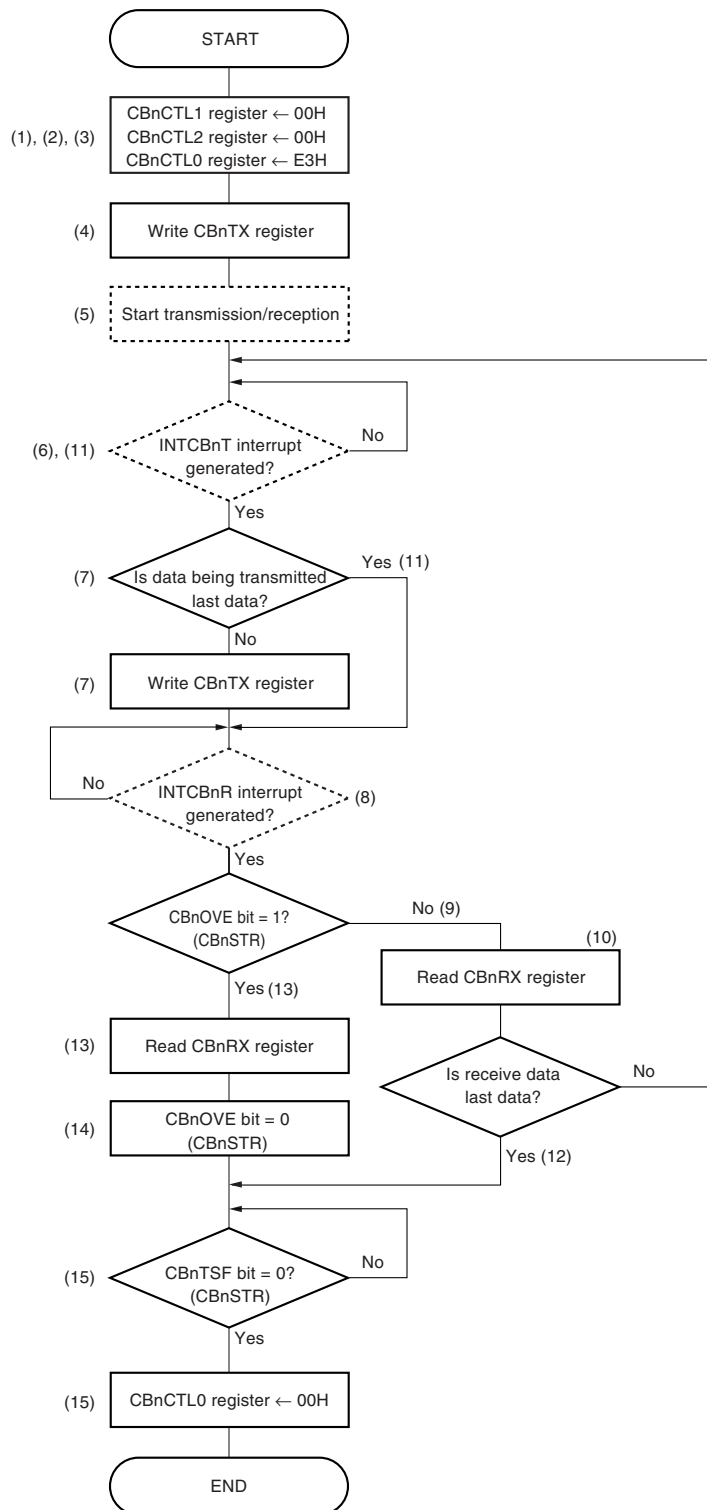 START
(1), (2), (3)
CBnCTL1 register ← 00H
CBnCTL2 register ← 00H
CBnCTL0 register ← E3H
(4)
Write CBnTX register
(5)
Start transmission/reception
(6), (11)
INTCBnT interrupt
generated?
No
Yes
(7)
Is data being transmitted
last data?
Yes (11)
No
(7)
Write CBnTX register
No
INTCBnR interrupt
generated?
(8)
Yes
CBnOVE bit = 1?
(CBnSTR)
No (9)
(10)
Read CBnRX register
Yes (13)
(13)
Read CBnRX register
Is receive data
last data?
No
(14)
CBnOVE bit = 0
(CBnSTR)
Yes (12)
(15)
CBnTSF bit = 0?
(CBnSTR)
No
Yes
(15)
CBnCTL0 register ← 00H
END